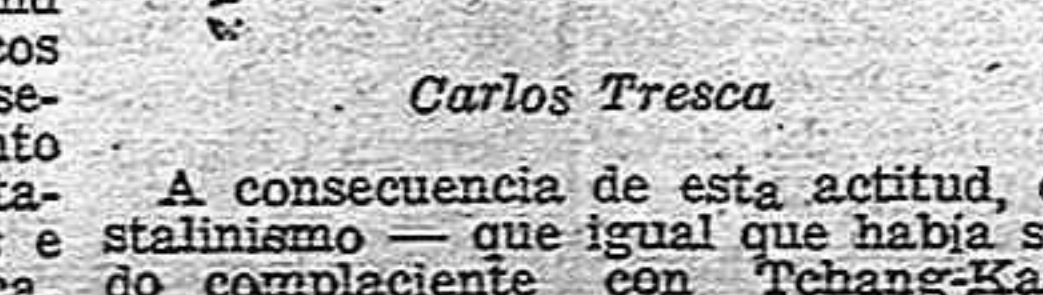 cos
se-
nto
ta-
e
Carlos Tresca
A consecuencia de esta actitud,
stalinismo — que igual que había s
do complaciente con Tchang-Ka